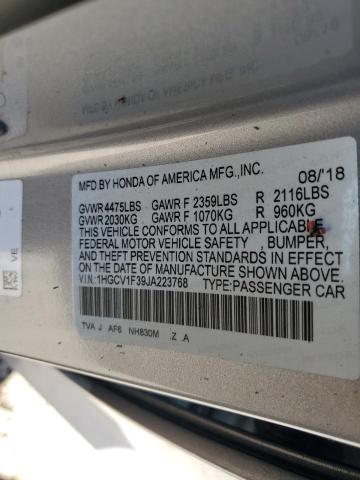 MFD.BY HONDA OF AMERICA MFG.,INC. 08/'18
GVWR 4475LBS GAWR F 2359LBS R 2116LBS
GVWR 2030KG GAWR F 1070KG R 960KG
THIS VEHICLE CONFORMS TO ALL APPLICABLE
FEDERAL MOTOR VEHICLE SAFETY , BUMPER,
AND THEFT PREVENTION STANDARDS IN EFFECT
ON THE DATE OF MANUFACTURE SHOWN ABOVE.
V.I.N.:1HGCV1F39JA223768 TYPE:PASSENGER CAR
TVA J AF6 NH830M Z A
VE